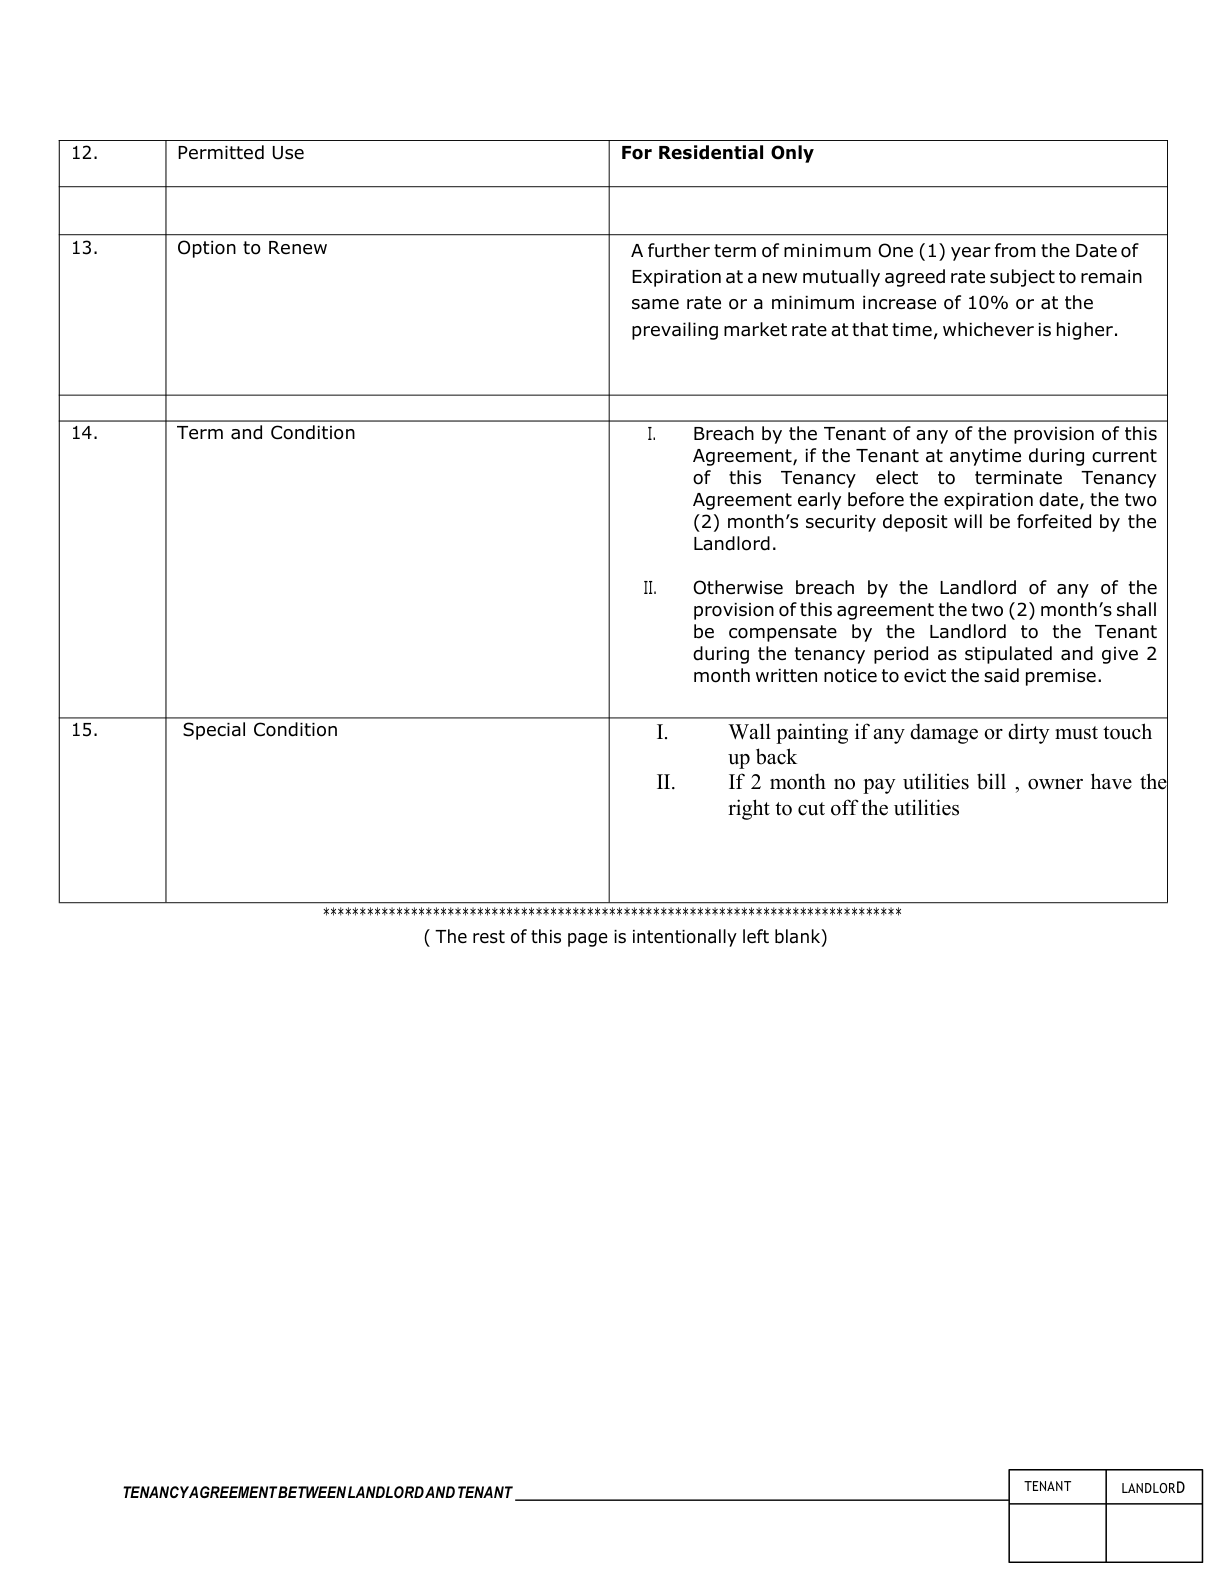 12. Permitted Use For Residential Only
13. Option to Renew A further term of minimum One (1) year from the Date of
Expiration at a new mutually agreed rate subject to remain
same rate or a minimum increase of 10% or at the
prevailing market rate at that time, whichever is higher.
14. Term and Condition I. Breach by the Tenant of any of the provision of this
Agreement, if the Tenant at anytime during current
of this Tenancy elect to terminate Tenancy
Agreement early before the expiration date, the two
(2) month’s security deposit will be forfeited by the
Landlord.
II. Otherwise breach by the Landlord of any of the
provision of this agreement the two (2) month’s shall
be compensate by the Landlord to the Tenant
during the tenancy period as stipulated and give 2
month written notice to evict the said premise.
15. Special Condition I. Wall painting if any damage or dirty must touch
up back
II. If 2 month no pay utilities bill , owner have the
right to cut off the utilities
*******************************************************************************
( The rest of this page is intentionally left blank)
TENANCY AGREEMENT BETWEEN LANDLORD AND TENANT
TENANT LANDLORD